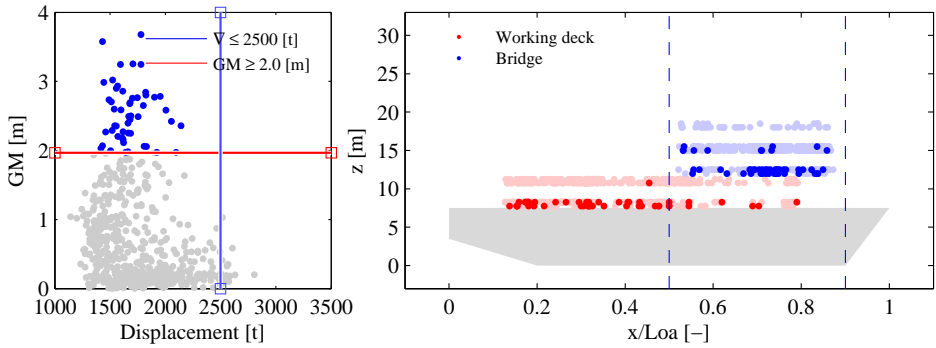 4
3
2
1
0
GM [m]
∇ ≤ 2500 [t]
GM ≥ 2.0 [m]
1000 1500 2000 2500 3000 3500
Displacement [t]
30
25
20
15
10
5
0
z [m]
Working deck
Bridge
0 0.2 0.4 0.6 0.8 1
x/Loa [−]